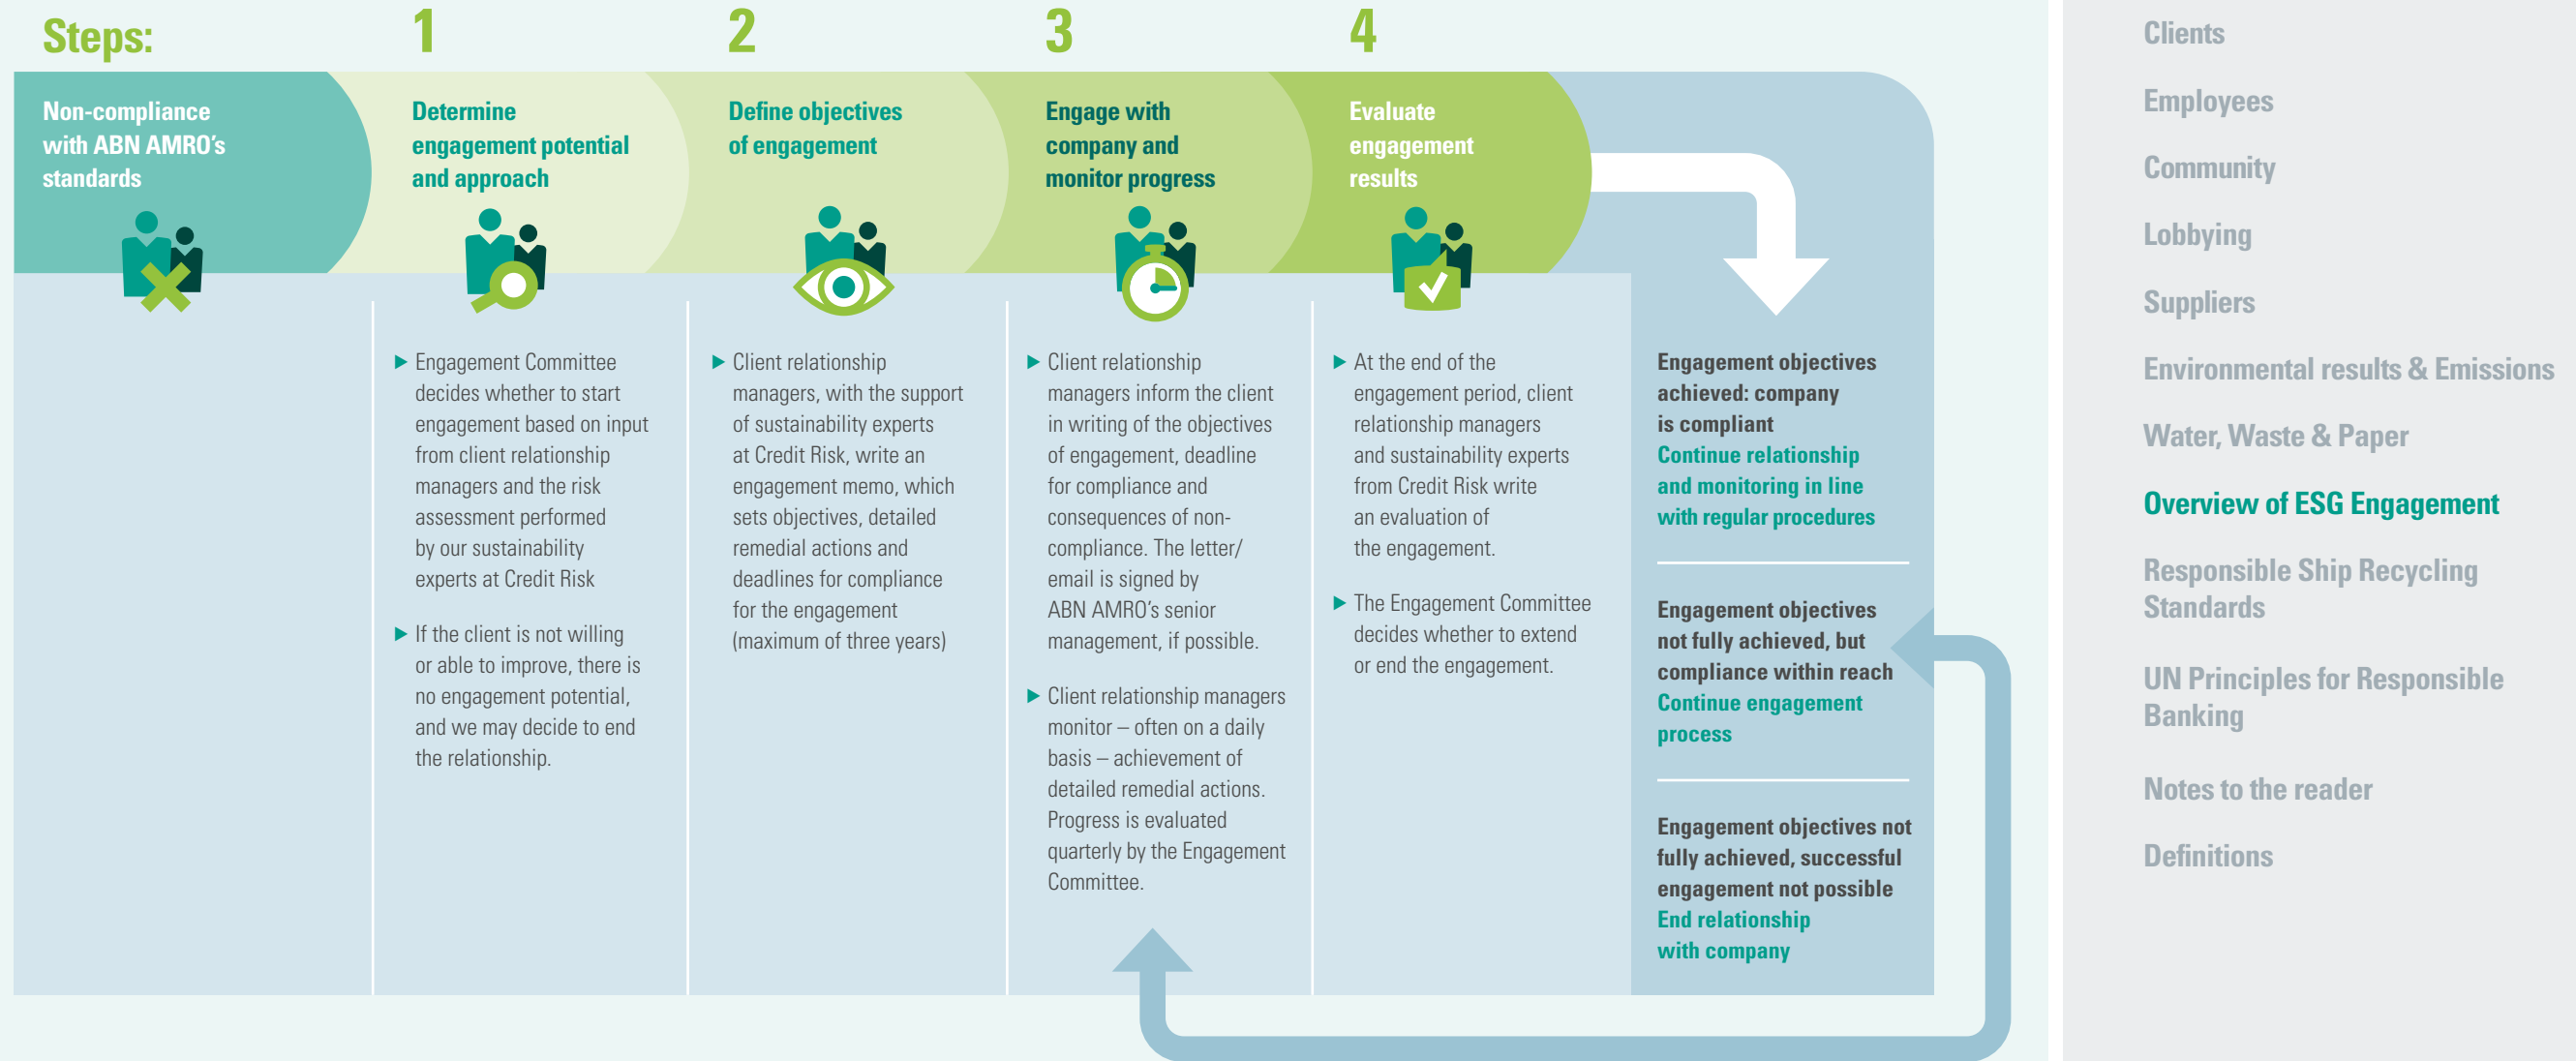 Steps:
1
2
3
4
Non-compliance
with ABN AMRO's
standards
Determine
engagement potential
and approach
Define objectives
of engagement
Engage with
company and
monitor progress
Evaluate
engagement
results
▶ Engagement Committee
decides whether to start
engagement based on input
from client relationship
managers and the risk
assessment performed
by our sustainability
experts at Credit Risk
▶ If the client is not willing
or able to improve, there is
no engagement potential,
and we may decide to end
the relationship.
▶ Client relationship
managers, with the support
of sustainability experts
at Credit Risk, write an
engagement memo, which
sets objectives, detailed
remedial actions and
deadlines for compliance
for the engagement
(maximum of three years)
▶ Client relationship
managers inform the client
in writing of the objectives
of engagement, deadline
for compliance and
consequences of non-
compliance. The letter/
email is signed by
ABN AMRO's senior
management, if possible.
▶ Client relationship managers
monitor – often on a daily
basis – achievement of
detailed remedial actions.
Progress is evaluated
quarterly by the Engagement
Committee.
▶ At the end of the
engagement period, client
relationship managers
and sustainability experts
from Credit Risk write
an evaluation of
the engagement.
▶ The Engagement Committee
decides whether to extend
or end the engagement.
Engagement objectives
achieved: company
is compliant
Continue relationship
and monitoring in line
with regular procedures
Engagement objectives
not fully achieved, but
compliance within reach
Continue engagement
process
Engagement objectives not
fully achieved, successful
engagement not possible
End relationship
with company
Clients
Employees
Community
Lobbying
Suppliers
Environmental results & Emissions
Water, Waste & Paper
Overview of ESG Engagement
Responsible Ship Recycling
Standards
UN Principles for Responsible
Banking
Notes to the reader
Definitions